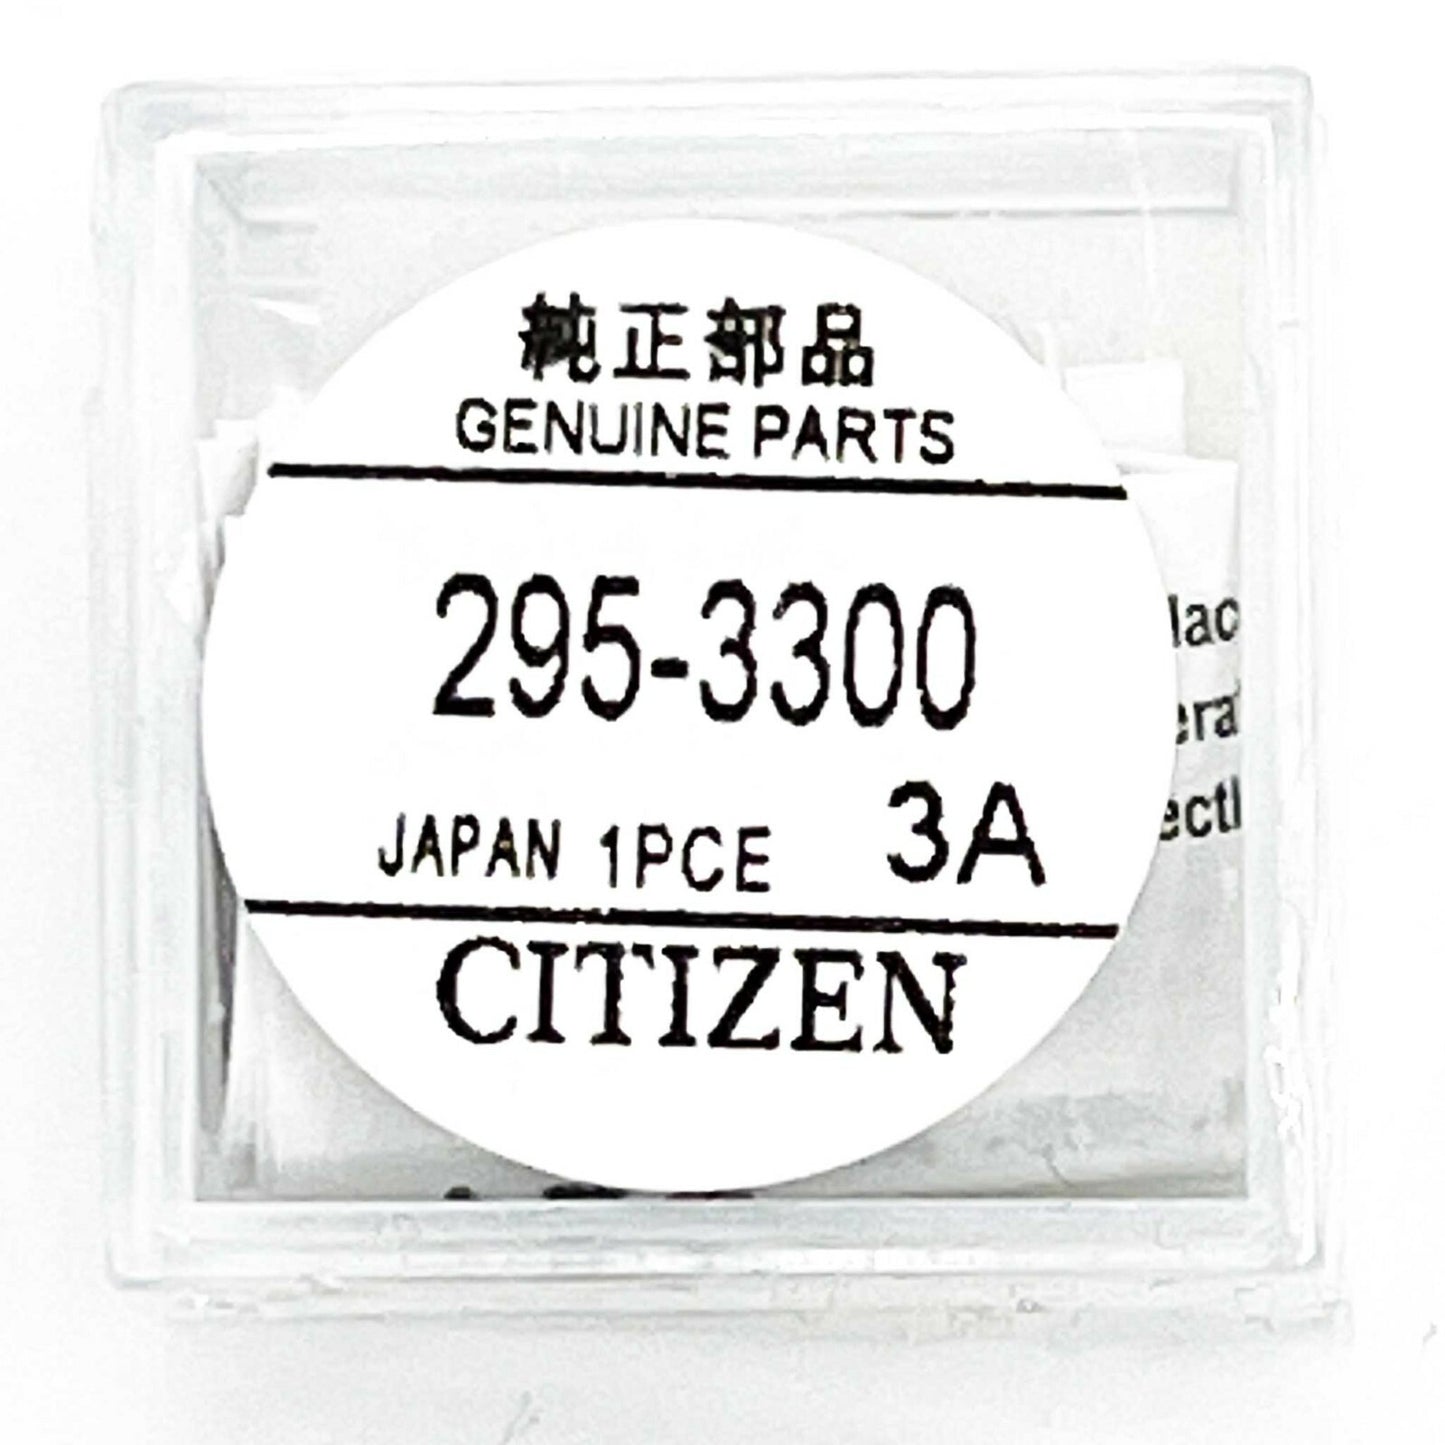 純正部品
GENUINE PARTS
295-3300
JAPAN 1PCE 3A
CITIZEN